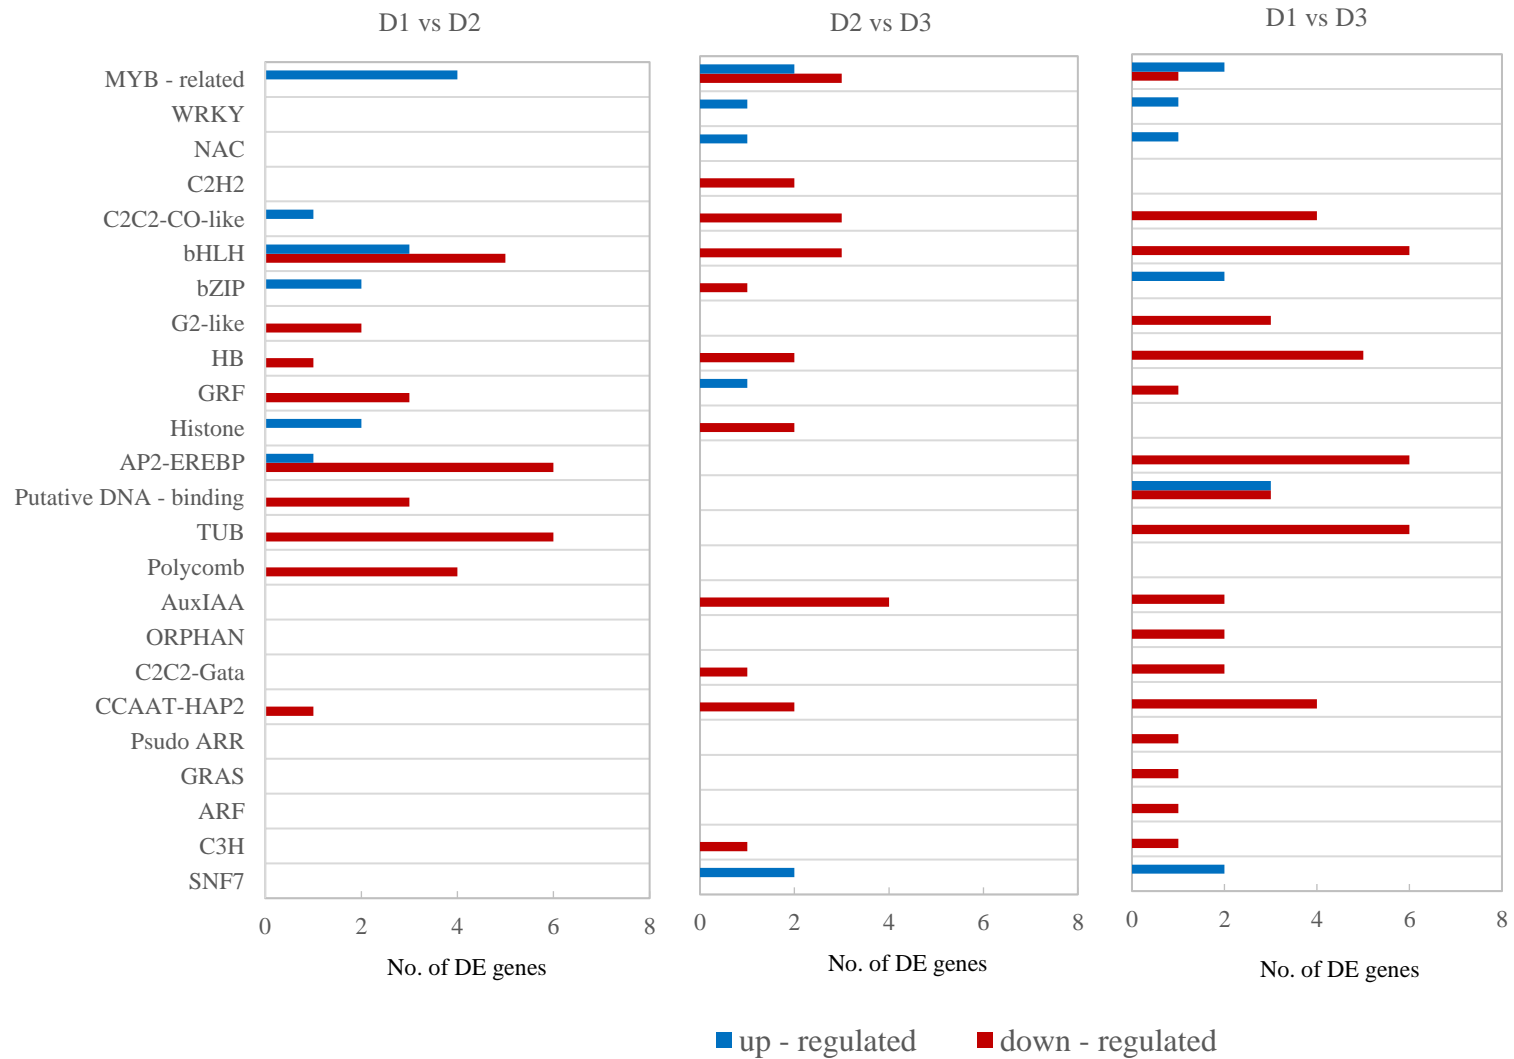 D1 vs D2
D2 vs D3
D1 vs D3
MYB - related
WRKY
NAC
C2H2
C2C2-CO-like
bHLH
bZIP
G2-like
HB
GRF
Histone
AP2-EREBP
Putative DNA - binding
TUB
Polycomb
AuxIAA
ORPHAN
C2C2-Gata
CCAAT-HAP2
Psudo ARR
GRAS
ARF
C3H
SNF7
0 2 4 6 8
0 2 4 6 8
0 2 4 6 8
No. of DE genes
No. of DE genes
No. of DE genes
up - regulated
down - regulated